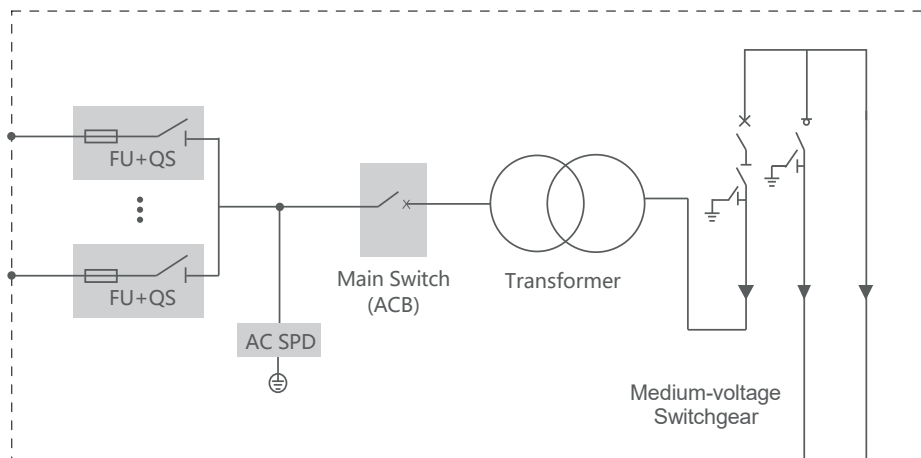 FU+QS
FU+QS
Main Switch
(ACB)
Transformer
AC SPD
Medium-voltage
Switchgear